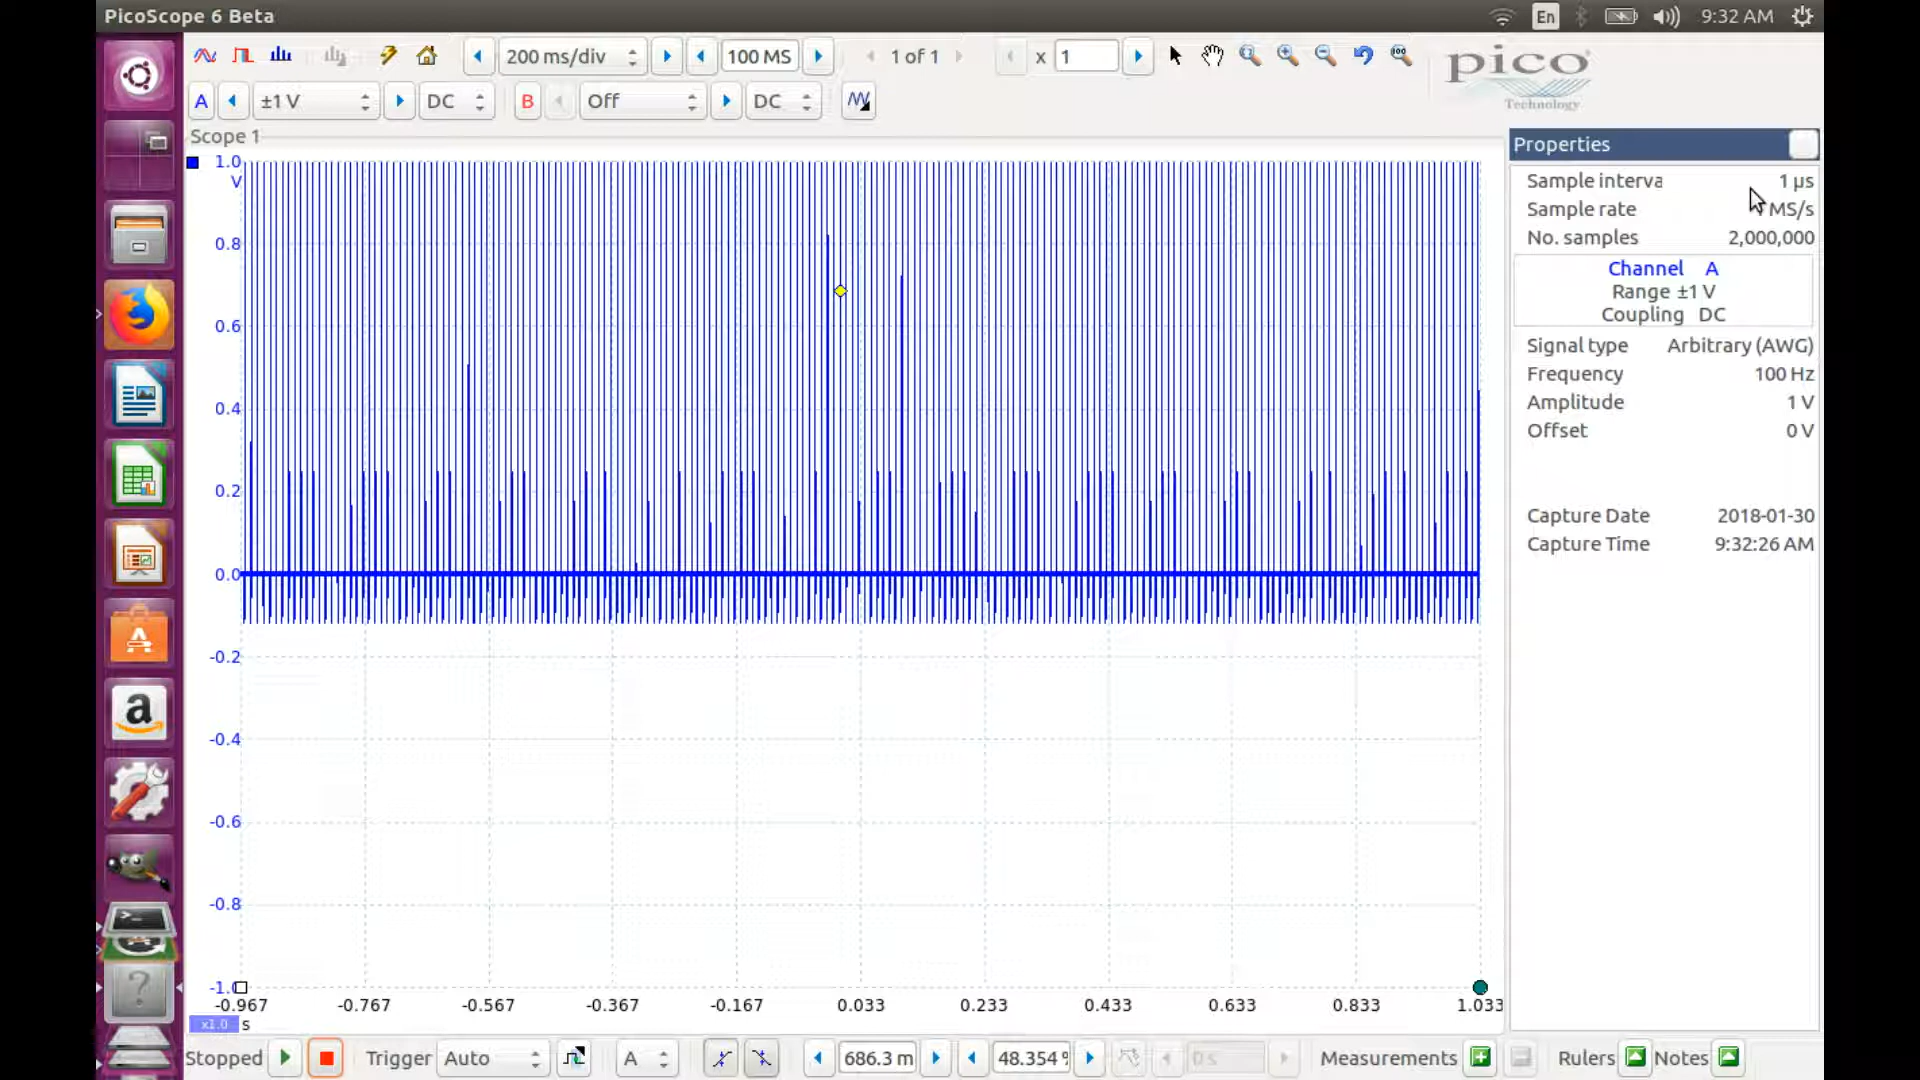 PicoScope 6 Beta
En
9:32 AM
200 ms/div
100 MS
1 of 1
x 1
pico
Technology
A
±1 V
DC
B
Off
DC
Scope 1
Properties
1.0
V
0.8
0.6
0.4
0.2
0.0
-0.2
-0.4
-0.6
-0.8
-1.0
-0.967
-0.767
-0.567
-0.367
-0.167
0.033
0.233
0.433
0.633
0.833
1.033
x1.0
s
Sample interva
1 µs
Sample rate
MS/s
No. samples
2,000,000
Channel A
Range ±1 V
Coupling DC
Signal type
Arbitrary (AWG)
Frequency
100 Hz
Amplitude
1 V
Offset
0 V
Capture Date
2018-01-30
Capture Time
9:32:26 AM
Stopped
Trigger
Auto
A
686.3 m
48.354
0 s
Measurements
Rulers
Notes